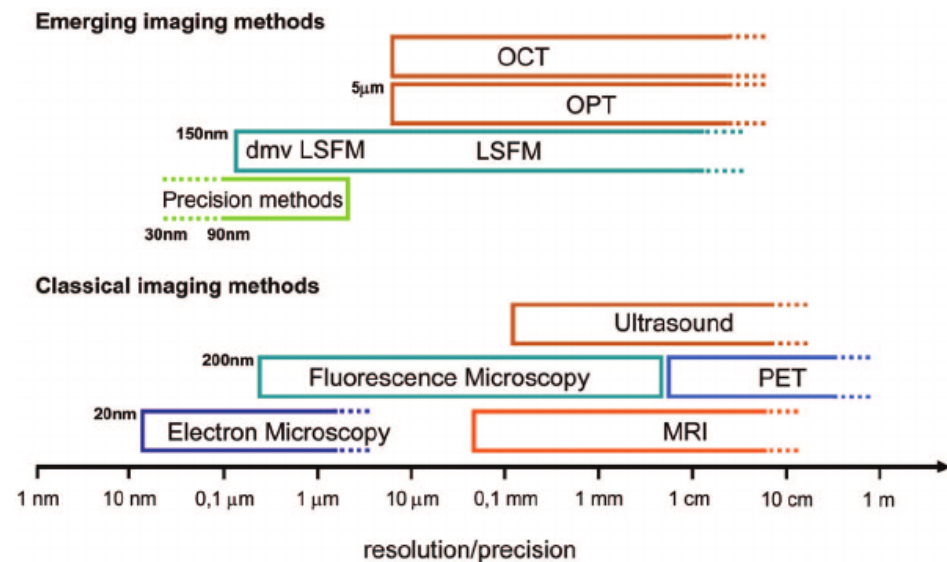 Emerging imaging methods
OCT
5μm
OPT
150nm
dmv LSFM LSFM
Precision methods
30nm 90nm
Classical imaging methods
Ultrasound
200nm
Fluorescence Microscopy PET
20nm
Electron Microscopy MRI
1 nm 10 nm 0,1 μm 1 μm 10 μm 0,1 mm 1 mm 1 cm 10 cm 1 m
resolution/precision